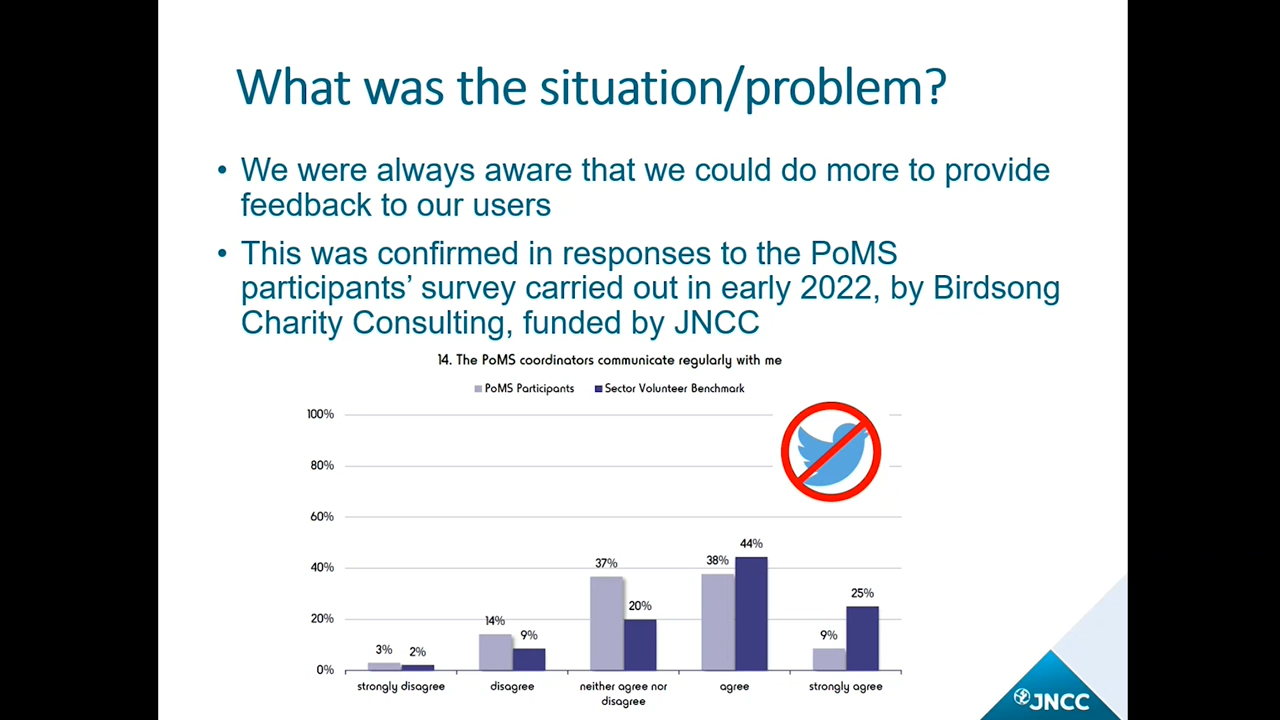 What was the situation/problem?
• We were always aware that we could do more to provide
feedback to our users
• This was confirmed in responses to the PoMS
participants’ survey carried out in early 2022, by Birdsong
Charity Consulting, funded by JNCC
14. The PoMS coordinators communicate regularly with me
PoMS Participants Sector Volunteer Benchmark
100%
80%
60%
40%
20%
0%
3% 2%
14% 9%
37% 20%
38% 44%
9% 25%
strongly disagree disagree neither agree nor agree strongly agree
disagree
JNCC